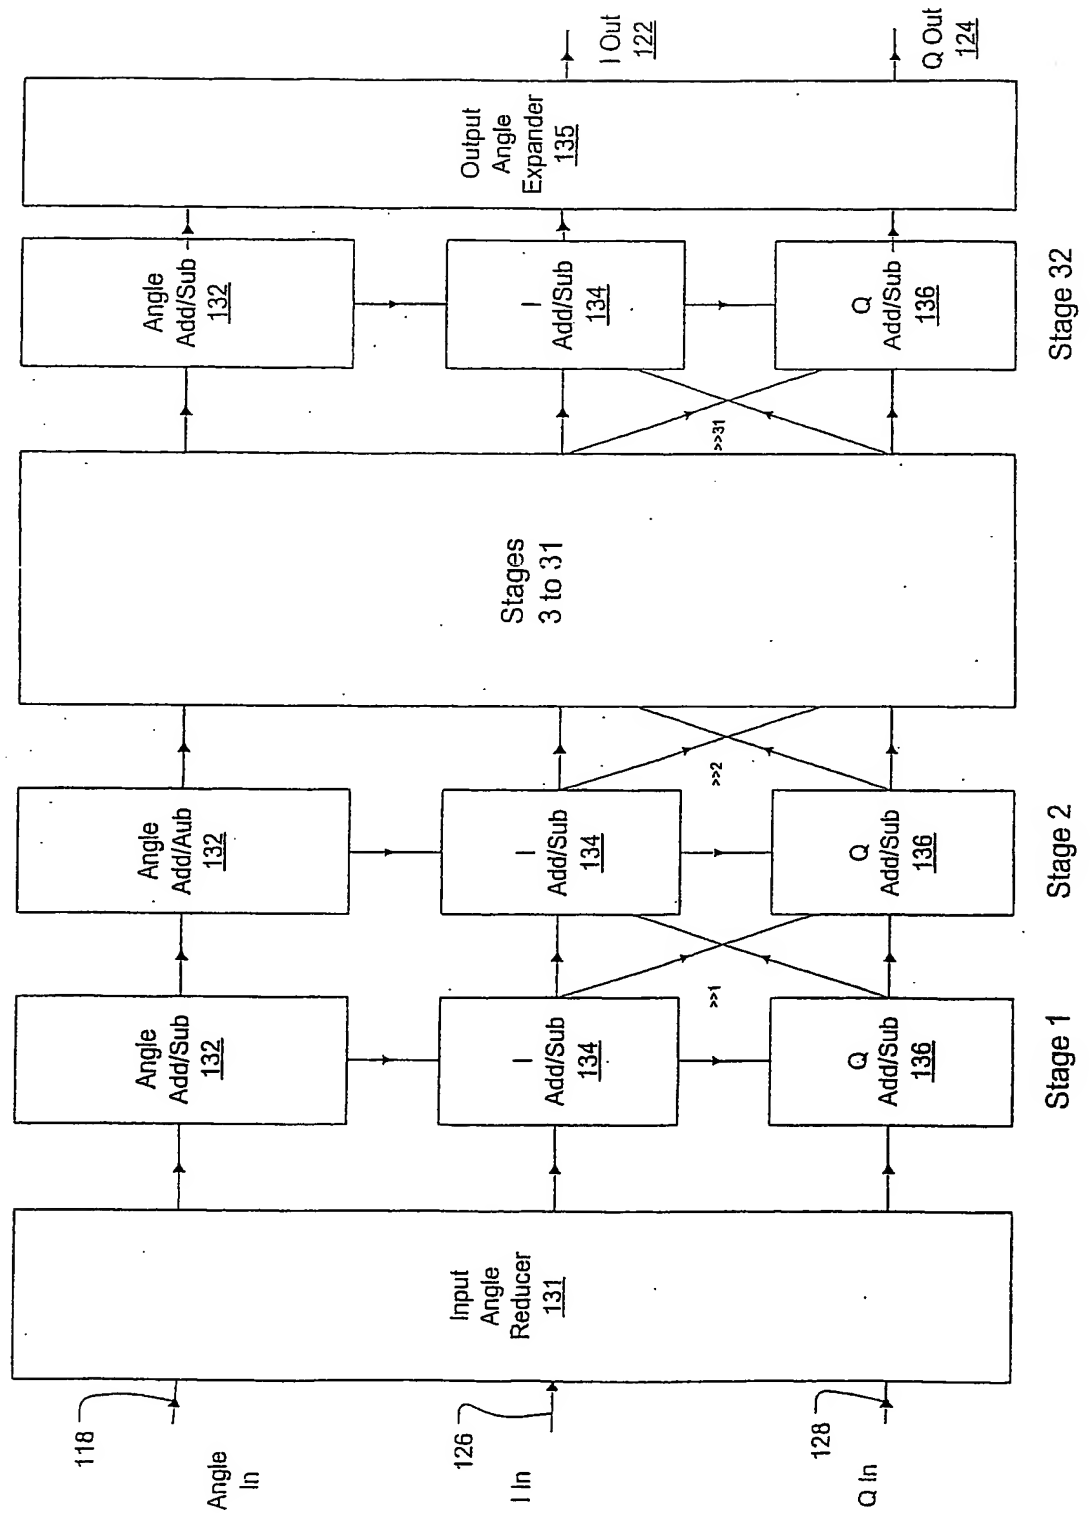 118
Angle
In
126
I In
128
Q In
Input
Angle
Reducer
131
Angle
Add/Sub
132
I
Add/Sub
134
Q
Add/Sub
136
Stage 1
>>1
Angle
Add/Aub
132
I
Add/Sub
134
Q
Add/Sub
136
Stage 2
>>2
Stages
3 to 31
>>31
Angle
Add/Sub
132
I
Add/Sub
134
Q
Add/Sub
136
Stage 32
Output
Angle
Expander
135
I Out
122
Q Out
124